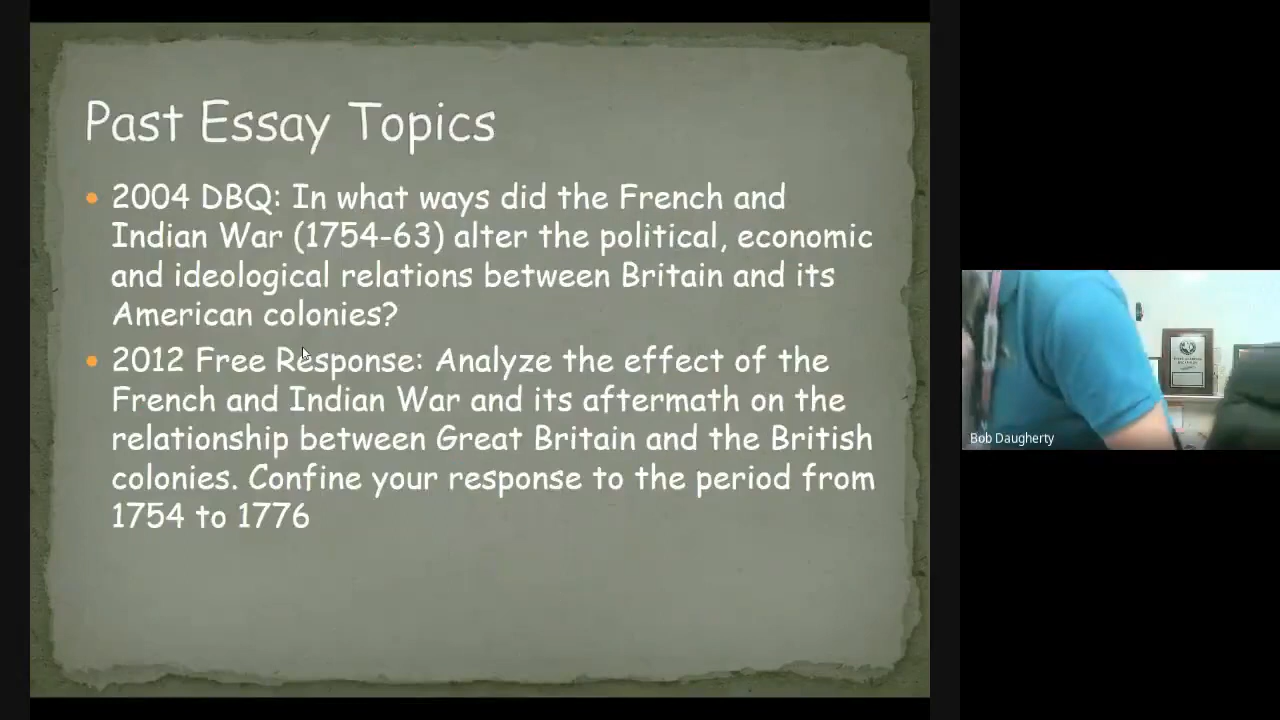 Past Essay Topics
• 2004 DBQ: In what ways did the French and
Indian War (1754-63) alter the political, economic
and ideological relations between Britain and its
American colonies?
• 2012 Free Response: Analyze the effect of the
French and Indian War and its aftermath on the
relationship between Great Britain and the British
colonies. Confine your response to the period from
1754 to 1776
Bob Daugherty